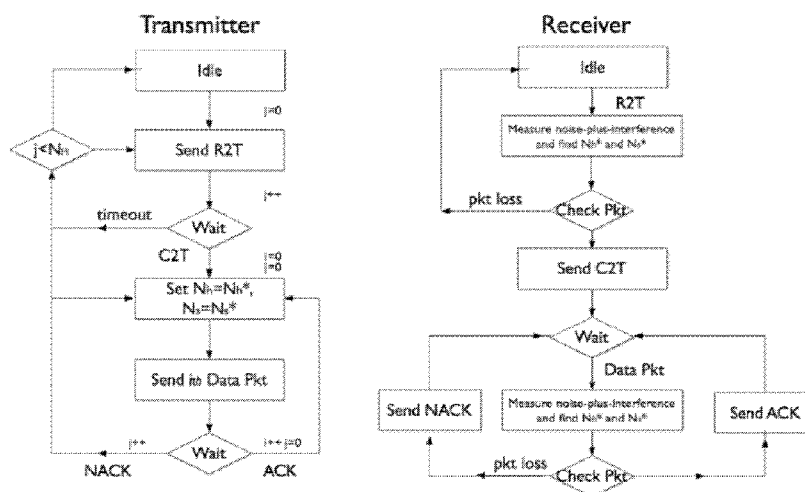 Transmitter
Idle
j=0
j<Nrt
Send R2T
j++
timeout
Wait
C2T
j=0
i=0
Set Nh=Nh*,
Ns=Ns*
Send ith Data Pkt
j++
Wait
i++ j=0
NACK
ACK
Receiver
Idle
R2T
Measure noise-plus-interference
and find Nh* and Ns*
pkt loss
Check Pkt
Send C2T
Wait
Data Pkt
Send NACK
Measure noise-plus-interference
and find Nh* and Ns*
Send ACK
pkt loss
Check Pkt